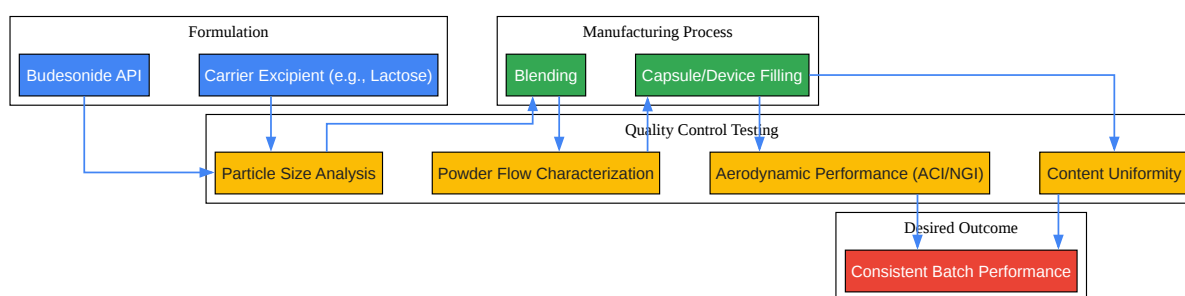 Formulation
Manufacturing Process
Budesonide API
Carrier Excipient (e.g., Lactose)
Blending
Capsule/Device Filling
Quality Control Testing
Particle Size Analysis
Powder Flow Characterization
Aerodynamic Performance (ACI/NGI)
Content Uniformity
Desired Outcome
Consistent Batch Performance